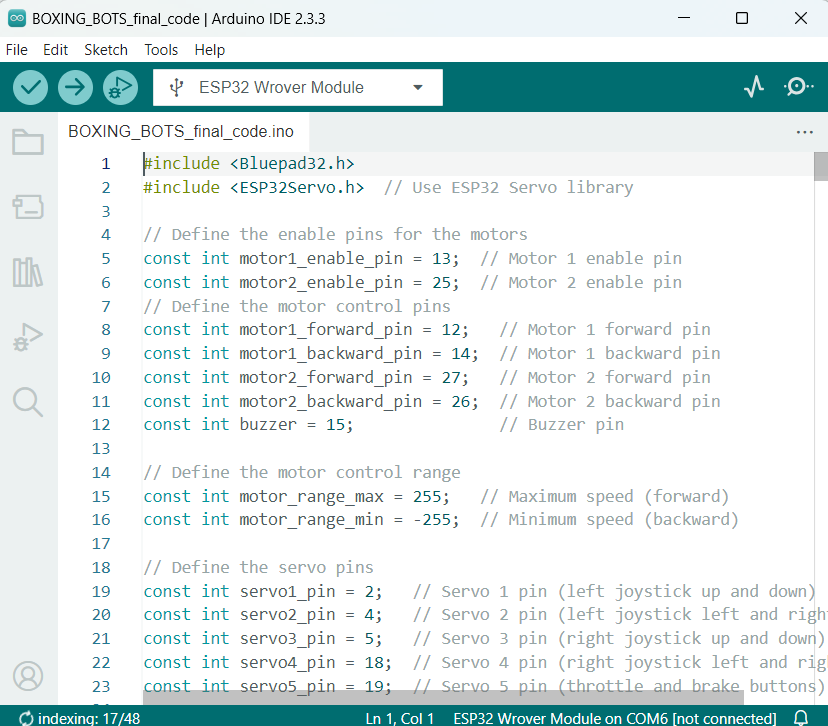 BOXING_BOTS_final_code | Arduino IDE 2.3.3
File Edit Sketch Tools Help
ESP32 Wrover Module
BOXING_BOTS_final_code.ino
1 #include <Bluepad32.h>
2 #include <ESP32Servo.h>  // Use ESP32 Servo library
3
4 // Define the enable pins for the motors
5 const int motor1_enable_pin = 13;  // Motor 1 enable pin
6 const int motor2_enable_pin = 25;  // Motor 2 enable pin
7 // Define the motor control pins
8 const int motor1_forward_pin = 12;   // Motor 1 forward pin
9 const int motor1_backward_pin = 14;  // Motor 1 backward pin
10 const int motor2_forward_pin = 27;   // Motor 2 forward pin
11 const int motor2_backward_pin = 26;  // Motor 2 backward pin
12 const int buzzer = 15;               // Buzzer pin
13
14 // Define the motor control range
15 const int motor_range_max = 255;   // Maximum speed (forward)
16 const int motor_range_min = -255;  // Minimum speed (backward)
17
18 // Define the servo pins
19 const int servo1_pin = 2;   // Servo 1 pin (left joystick up and down)
20 const int servo2_pin = 4;   // Servo 2 pin (left joystick left and righ
21 const int servo3_pin = 5;   // Servo 3 pin (right joystick up and down)
22 const int servo4_pin = 18;  // Servo 4 pin (right joystick left and rig
23 const int servo5_pin = 19;  // Servo 5 pin (throttle and brake buttons)
indexing: 17/48 Ln 1, Col 1 ESP32 Wrover Module on COM6 [not connected]